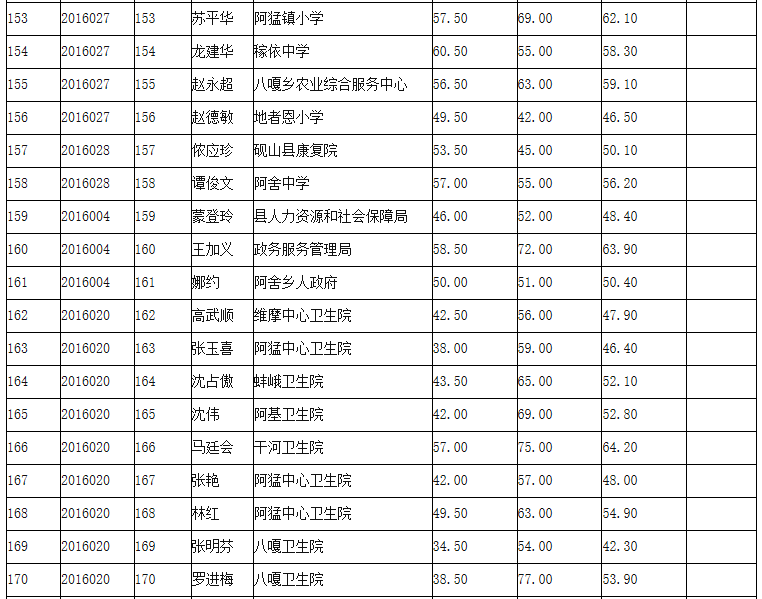 153 2016027 153 苏平华 阿猛镇小学 57.50 69.00 62.10
154 2016027 154 龙建华 稼依中学 60.50 55.00 58.30
155 2016027 155 赵永超 八嘎乡农业综合服务中心 56.50 63.00 59.10
156 2016027 156 赵德敏 地者恩小学 49.50 42.00 46.50
157 2016028 157 侬应珍 砚山县康复院 53.50 45.00 50.10
158 2016028 158 谭俊文 阿舍中学 57.00 55.00 56.20
159 2016004 159 蒙登玲 县人力资源和社会保障局 46.00 52.00 48.40
160 2016004 160 王加义 政务服务管理局 58.50 72.00 63.90
161 2016004 161 娜约 阿舍乡人政府 50.00 51.00 50.40
162 2016020 162 高武顺 维摩中心卫生院 42.50 56.00 47.90
163 2016020 163 张玉喜 阿猛中心卫生院 38.00 59.00 46.40
164 2016020 164 沈占傲 蚌峨卫生院 43.50 65.00 52.10
165 2016020 165 沈伟 阿基卫生院 42.00 69.00 52.80
166 2016020 166 马廷会 干河卫生院 57.00 75.00 64.20
167 2016020 167 张艳 阿猛中心卫生院 42.00 57.00 48.00
168 2016020 168 林红 阿猛中心卫生院 49.50 63.00 54.90
169 2016020 169 张明芬 八嘎卫生院 34.50 54.00 42.30
170 2016020 170 罗进梅 八嘎卫生院 38.50 77.00 53.90